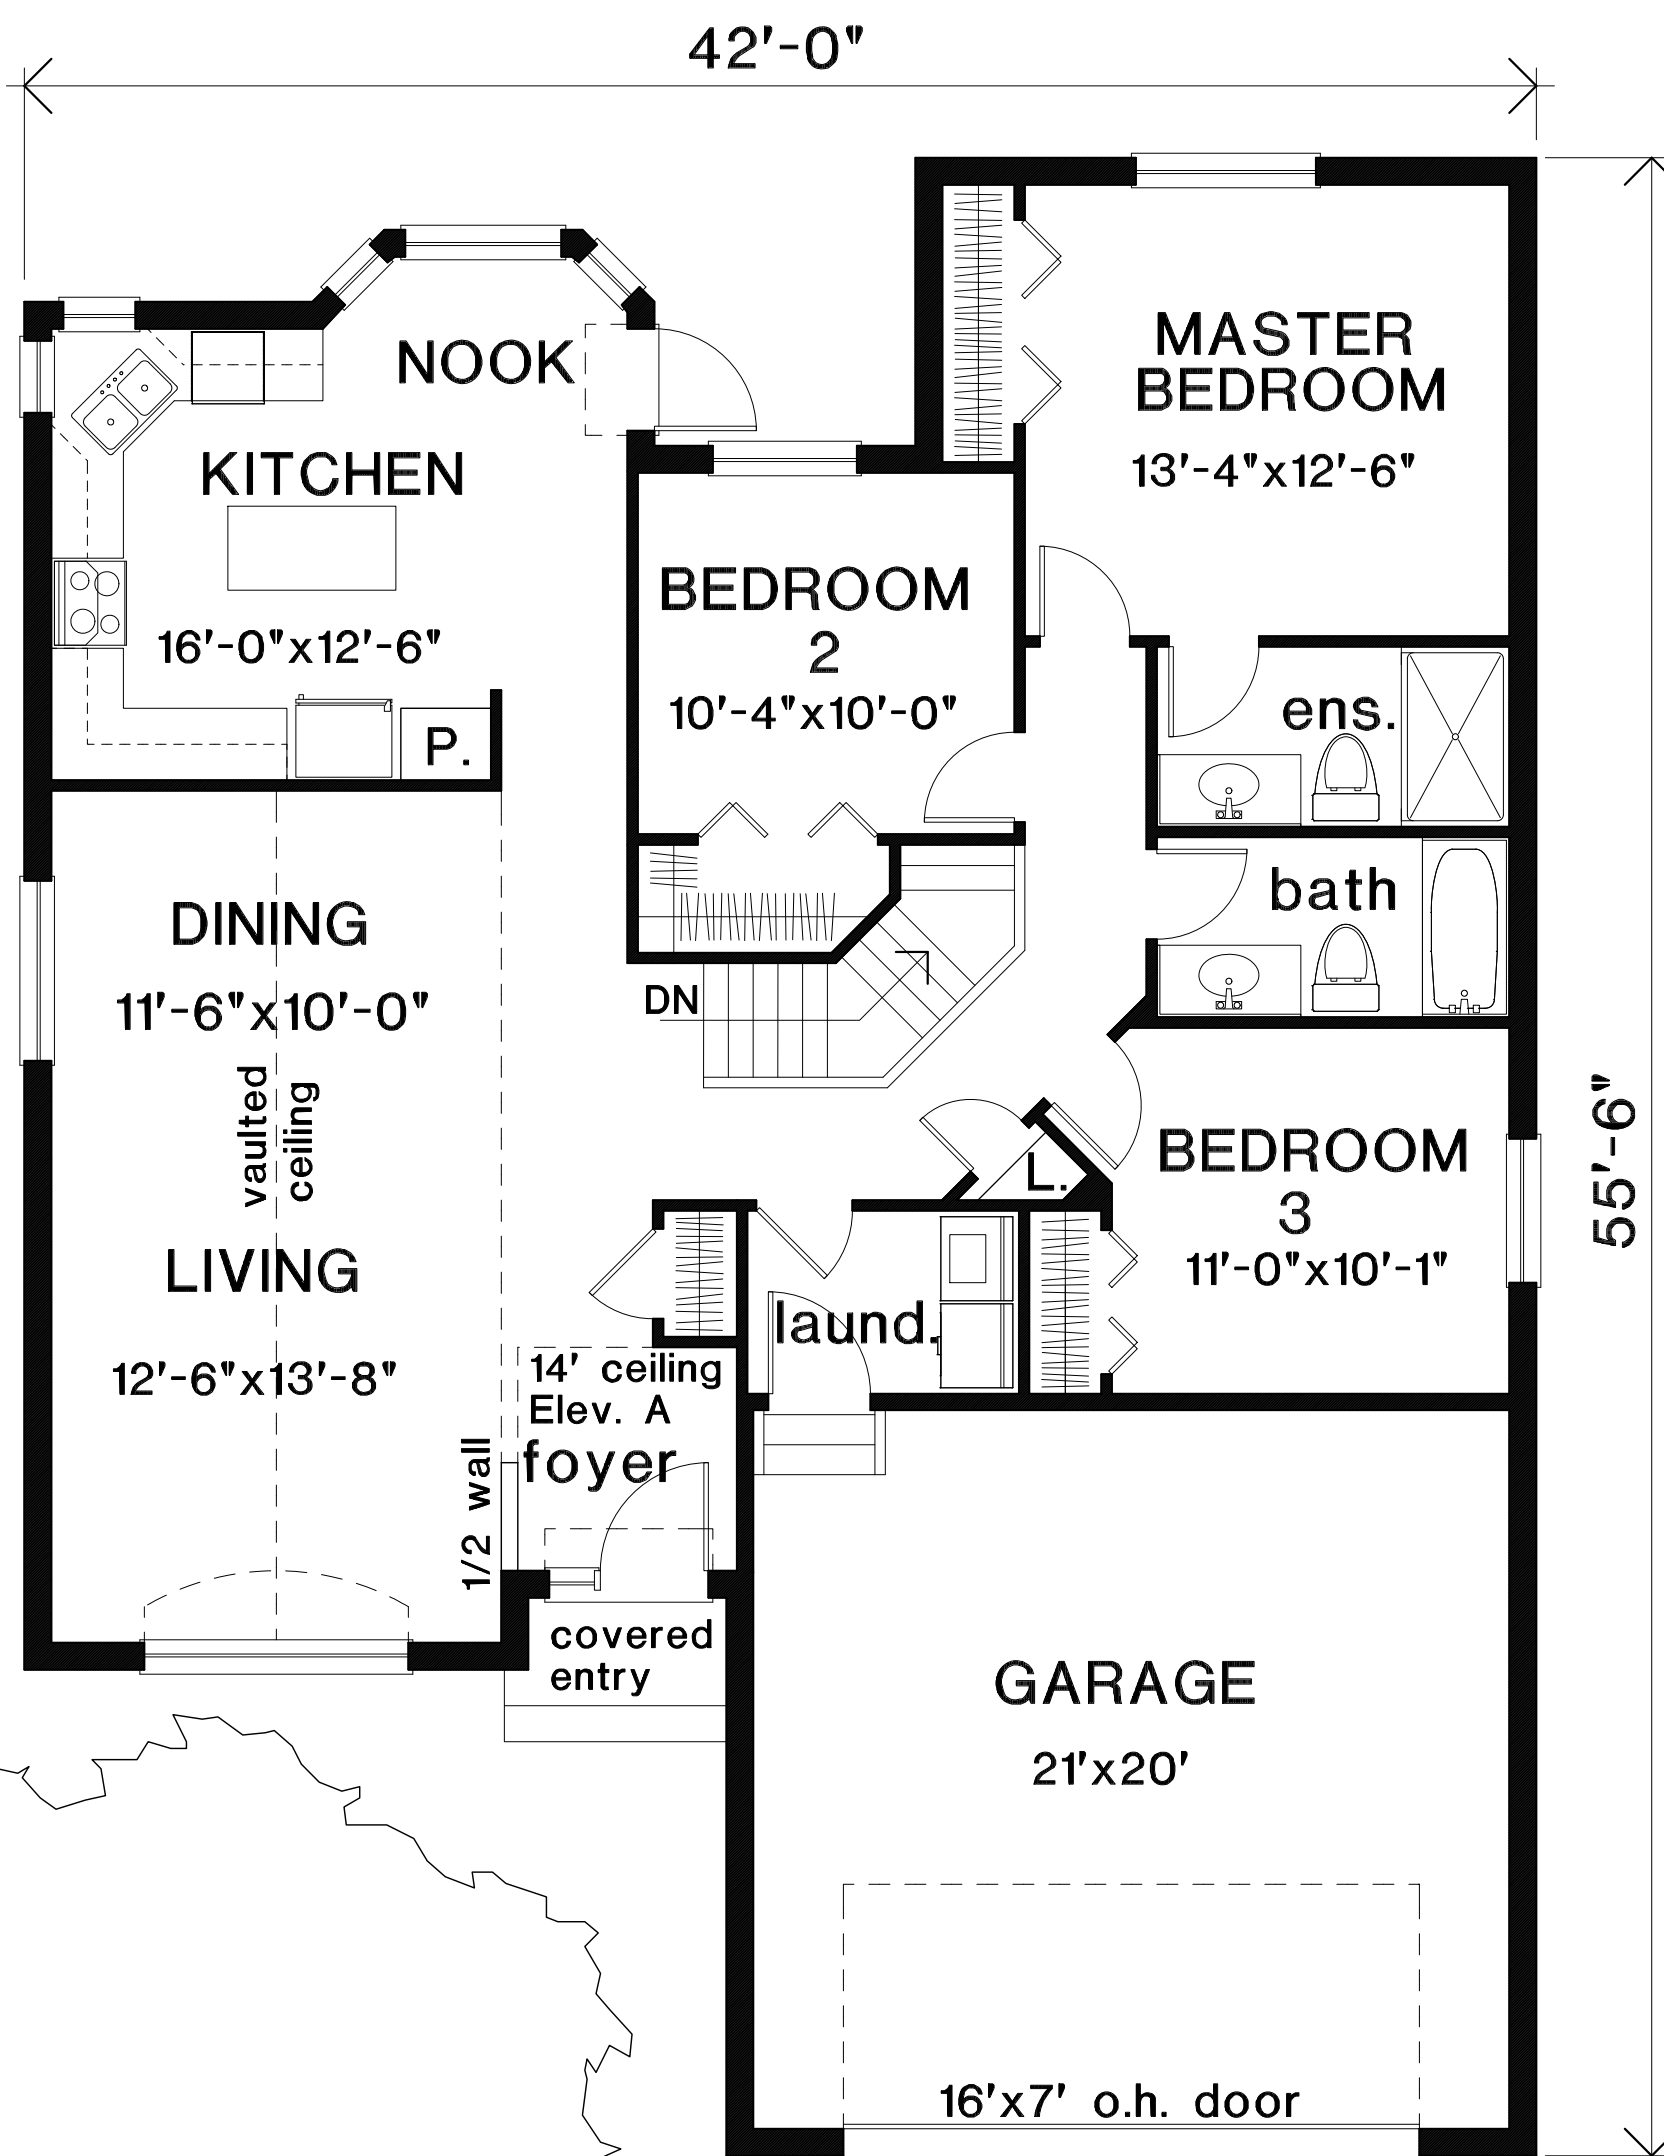 42'-0"
NOOK
MASTER
BEDROOM
13'-4"x12'-6"
KITCHEN
16'-0"x12'-6"
BEDROOM
2
10'-4"x10'-0"
ens.
P.
DINING
11'-6"x10'-0"
bath
DN
vaulted
ceiling
55'-6"
L.
BEDROOM
3
11'-0"x10'-1"
LIVING
12'-6"x13'-8"
laund.
14' ceiling
Elev. A
foyer
1/2 wall
covered
entry
GARAGE
21'x20'
16'x7' o.h. door